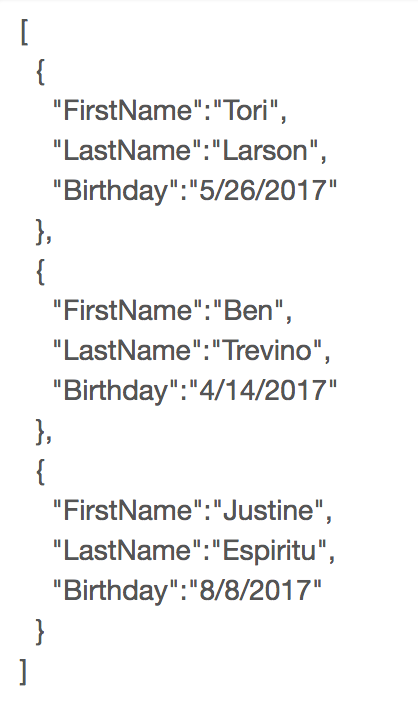 [
{
"FirstName":"Tori",
"LastName":"Larson",
"Birthday":"5/26/2017"
},
{
"FirstName":"Ben",
"LastName":"Trevino",
"Birthday":"4/14/2017"
},
{
"FirstName":"Justine",
"LastName":"Espiritu",
"Birthday":"8/8/2017"
}
]